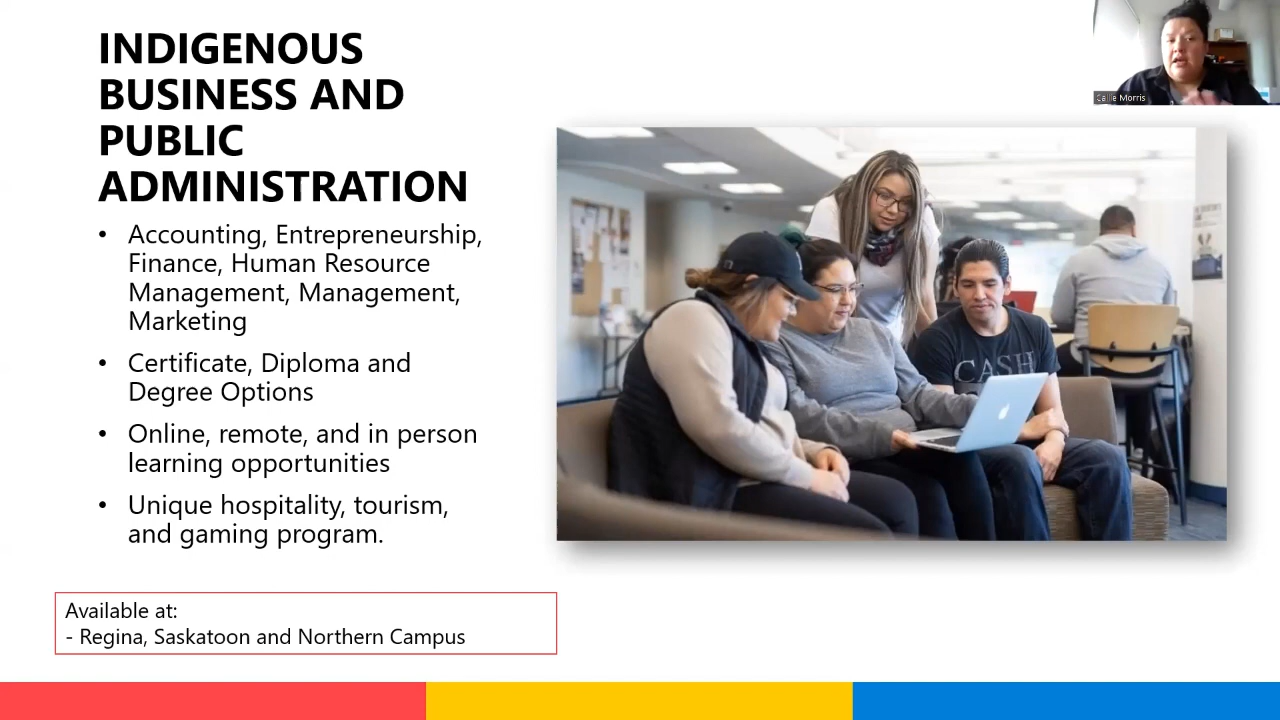 INDIGENOUS
BUSINESS AND
PUBLIC
ADMINISTRATION
• Accounting, Entrepreneurship,
Finance, Human Resource
Management, Management,
Marketing
• Certificate, Diploma and
Degree Options
• Online, remote, and in person
learning opportunities
• Unique hospitality, tourism,
and gaming program.
Available at:
- Regina, Saskatoon and Northern Campus
Callie Morris
CASH